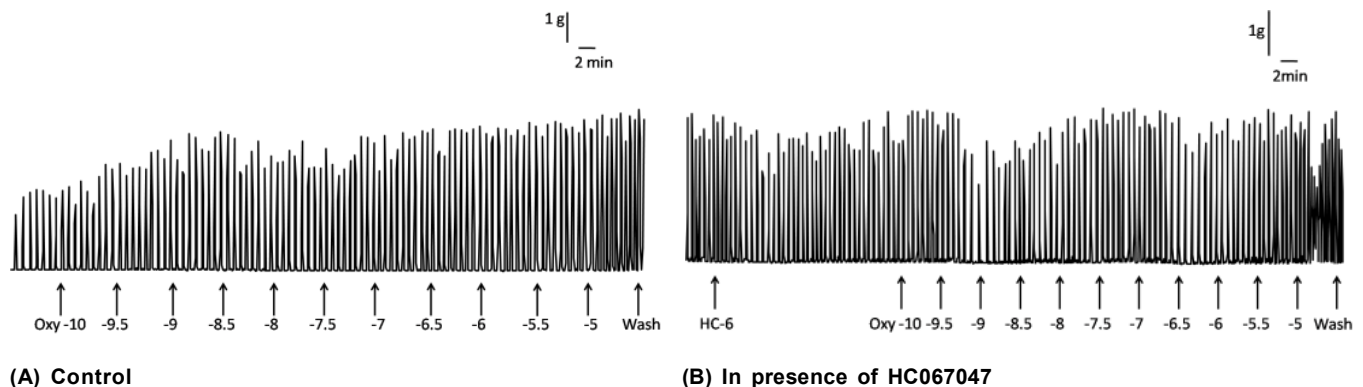 1 g
2 min
Oxy -10 -9.5 -9 -8.5 -8 -7.5 -7 -6.5 -6 -5.5 -5 Wash
(A) Control
1g
2min
HC-6 Oxy -10 -9.5 -9 -8.5 -8 -7.5 -7 -6.5 -6 -5.5 -5 Wash
(B) In presence of HC067047